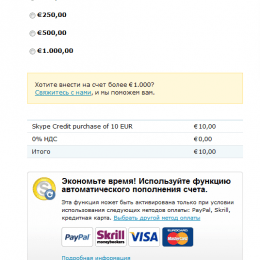 €250,00
€500,00
€1.000,00
Хотите внести на счет более €1.000?
Свяжитесь с нами, и мы поможем вам.
Skype Credit purchase of 10 EUR €10,00
0% НДС €0,00
Итого €10,00
Экономьте время! Используйте функцию
автоматического пополнения счета.
Эта функция может быть активирована только при условии
использования следующих методов оплаты: PayPal, Skrill,
кредитная карта. Выбрать другой метод оплаты
PayPal Skrill moneybookers VISA MasterCard
Подробная информация